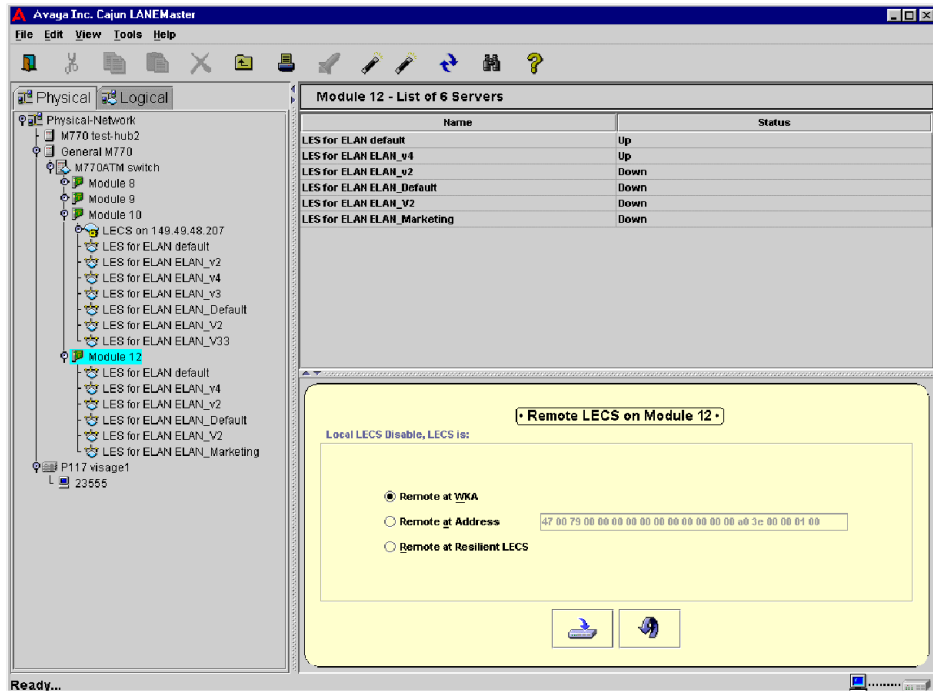 Avaya Inc. Cajun LANEMaster
File Edit View Tools Help
Physical Logical
Physical-Network
M770 test-hub2
General M770
M770ATM switch
Module 8
Module 9
Module 10
LECS on 149.49.48.207
LES for ELAN default
LES for ELAN ELAN_v2
LES for ELAN ELAN_v4
LES for ELAN ELAN_v3
LES for ELAN ELAN_Default
LES for ELAN ELAN_V2
LES for ELAN ELAN_V33
Module 12
LES for ELAN default
LES for ELAN ELAN_v4
LES for ELAN ELAN_v2
LES for ELAN ELAN_Default
LES for ELAN ELAN_V2
LES for ELAN ELAN_Marketing
P117 visage1
23555
Module 12 - List of 6 Servers
Name Status
LES for ELAN default Up
LES for ELAN ELAN_v4 Up
LES for ELAN ELAN_v2 Down
LES for ELAN ELAN_Default Down
LES for ELAN ELAN_V2 Down
LES for ELAN ELAN_Marketing Down
• Remote LECS on Module 12 •
Local LECS Disable, LECS is:
Remote at WKA
Remote at Address 47 00 79 00 00 00 00 00 00 00 00 00 00 00 a0 3e 00 00 01 00
Remote at Resilient LECS
Ready...